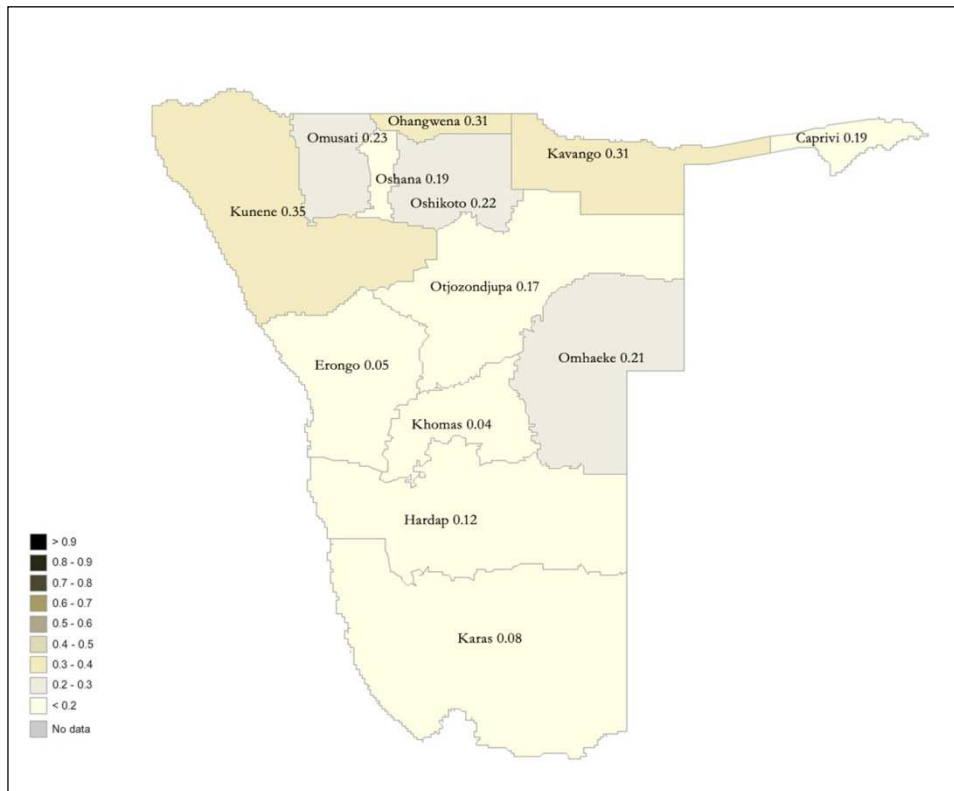 Ohangwena 0.31
Omusati 0.23
Caprivi 0.19
Kavango 0.31
Oshana 0.19
Oshikoto 0.22
Kunene 0.35
Otjozondjupa 0.17
Omhaeke 0.21
Erongo 0.05
Khomas 0.04
Hardap 0.12
Karas 0.08
> 0.9
0.8 - 0.9
0.7 - 0.8
0.6 - 0.7
0.5 - 0.6
0.4 - 0.5
0.3 - 0.4
0.2 - 0.3
< 0.2
No data